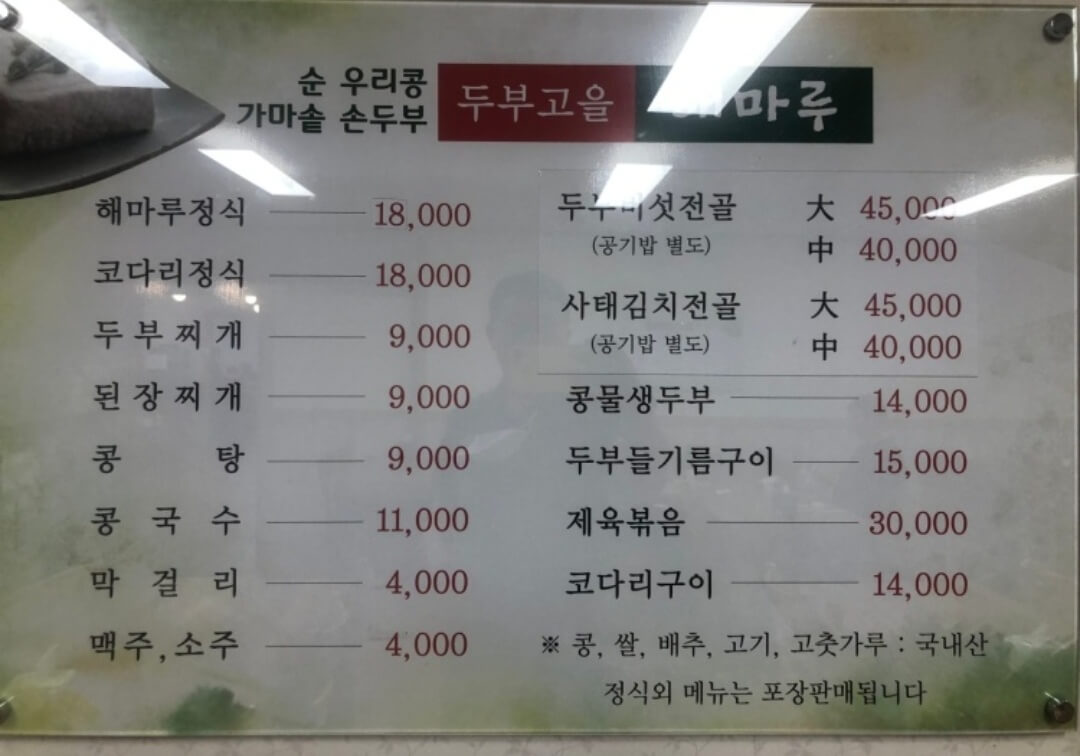 순 우리콩
가마솥 손두부
두부고을 해마루
해마루정식 18,000
코다리정식 18,000
두부찌개 9,000
된장찌개 9,000
콩탕 9,000
콩국수 11,000
막걸리 4,000
맥주,소주 4,000
두부버섯전골 大 45,000
(공기밥 별도) 中 40,000
사태김치전골 大 45,000
(공기밥 별도) 中 40,000
콩물생두부 14,000
두부들기름구이 15,000
제육볶음 30,000
코다리구이 14,000
※ 콩, 쌀, 배추, 고기, 고춧가루 : 국내산
정식외 메뉴는 포장판매됩니다